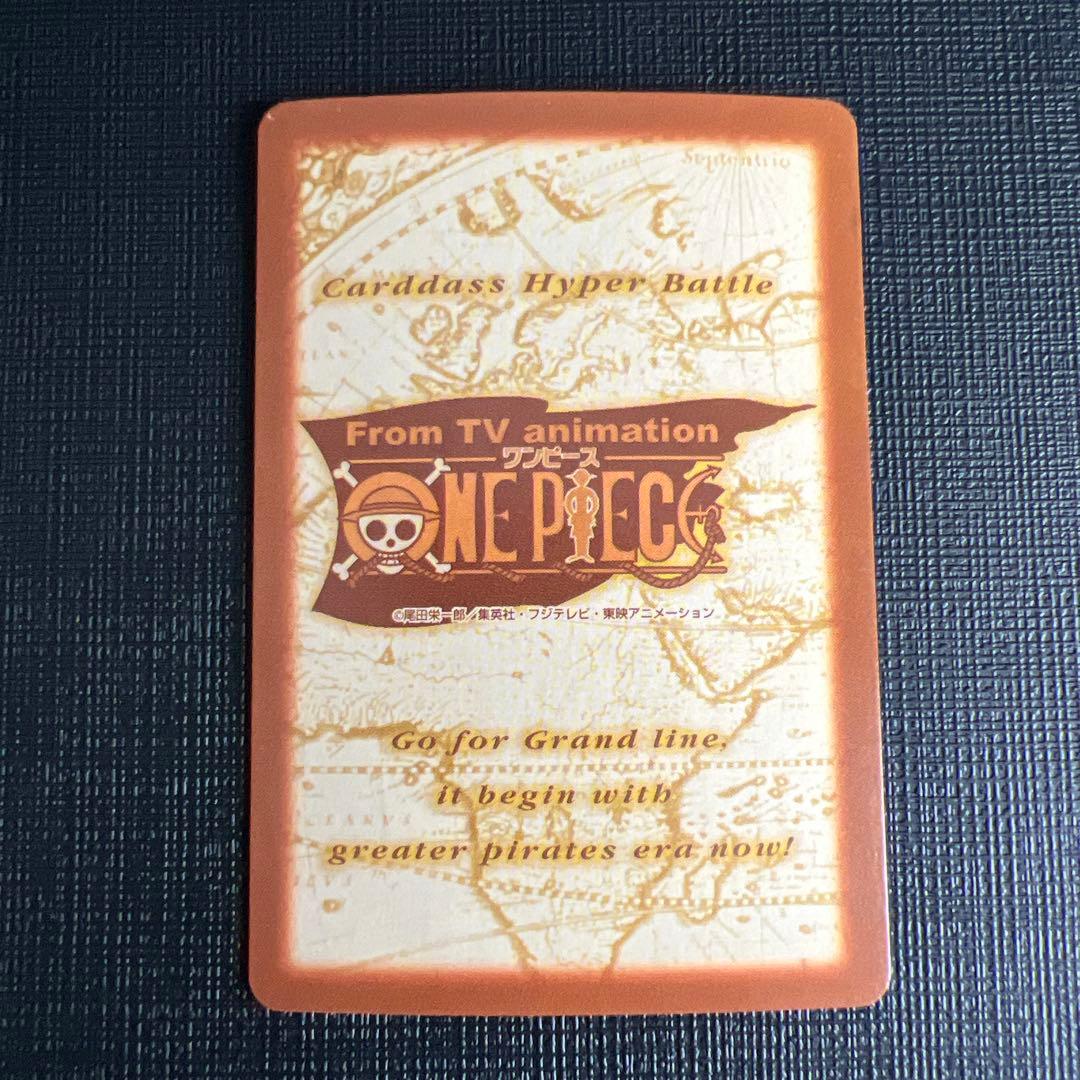 Septentrio
Carddass Hyper Battle
From TV animation
ワンピース
ONE PIECE
©尾田栄一郎／集英社・フジテレビ・東映アニメーション
Go for Grand line,
it begin with
greater pirates era now!